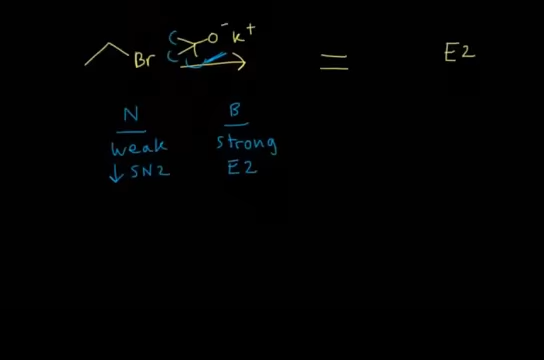 Br C C O⁻ K⁺ E2
N B
weak strong
↓ SN2 E2